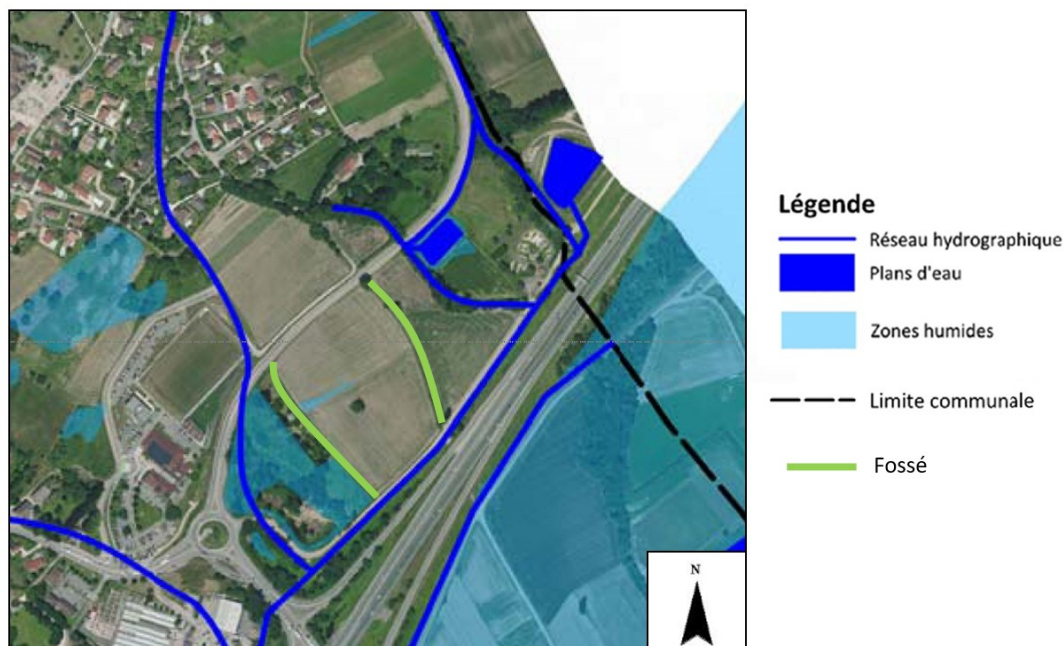 Légende
Réseau hydrographique
Plans d'eau
Zones humides
Limite communale
Fossé
N